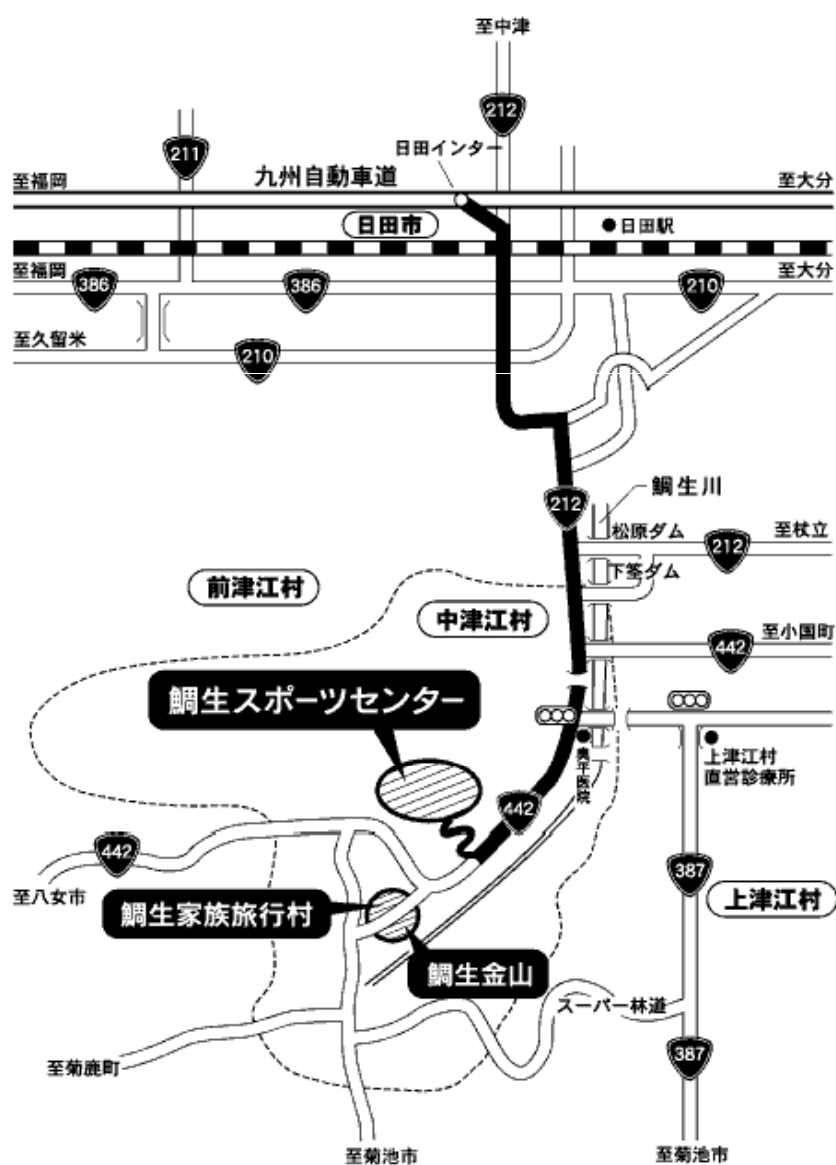 至中津
212
211
日田インター
至福岡
九州自動車道
至大分
日田市
日田駅
至福岡
386
386
210
至大分
至久留米
210
212
鯛生川
松原ダム
212
至杖立
下筌ダム
前津江村
中津江村
至小国町
442
鯛生スポーツセンター
奥平医院
上津江村
直営診療所
442
442
至八女市
387
鯛生家族旅行村
上津江村
鯛生金山
スーパー林道
387
至菊鹿町
至菊池市
至菊池市